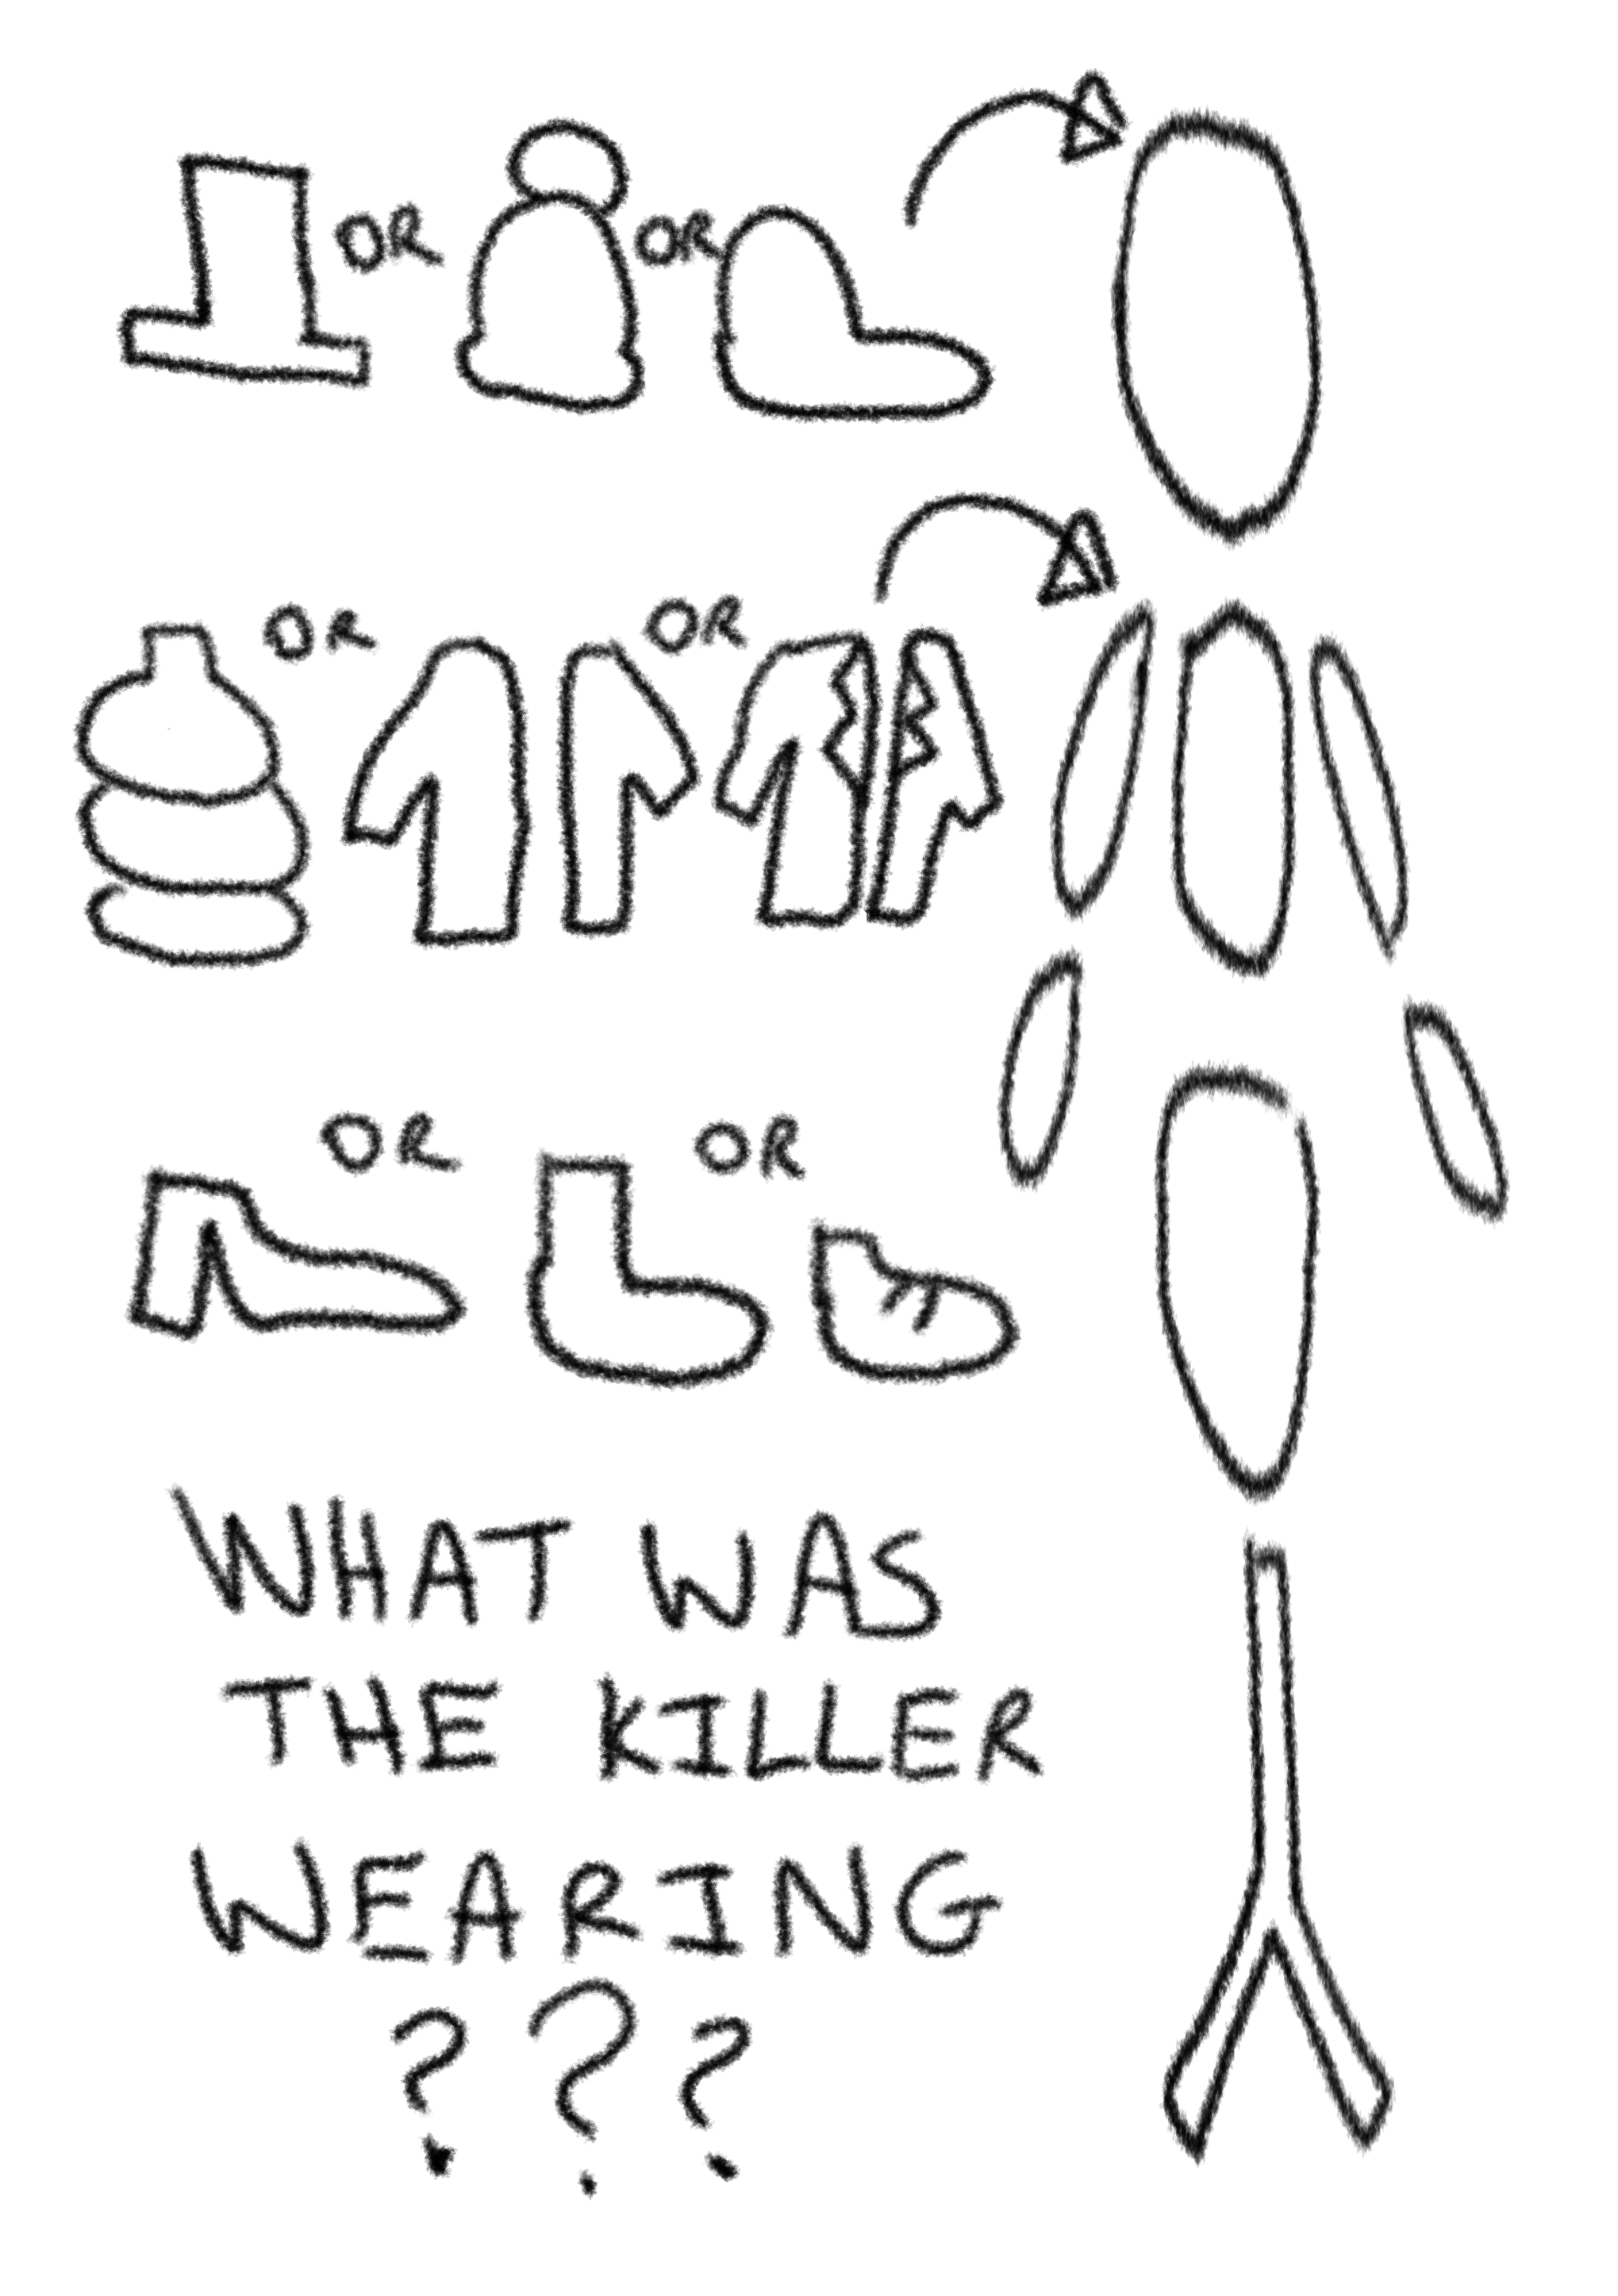 OR OR
OR OR
OR OR
WHAT WAS
THE KILLER
WEARING
???